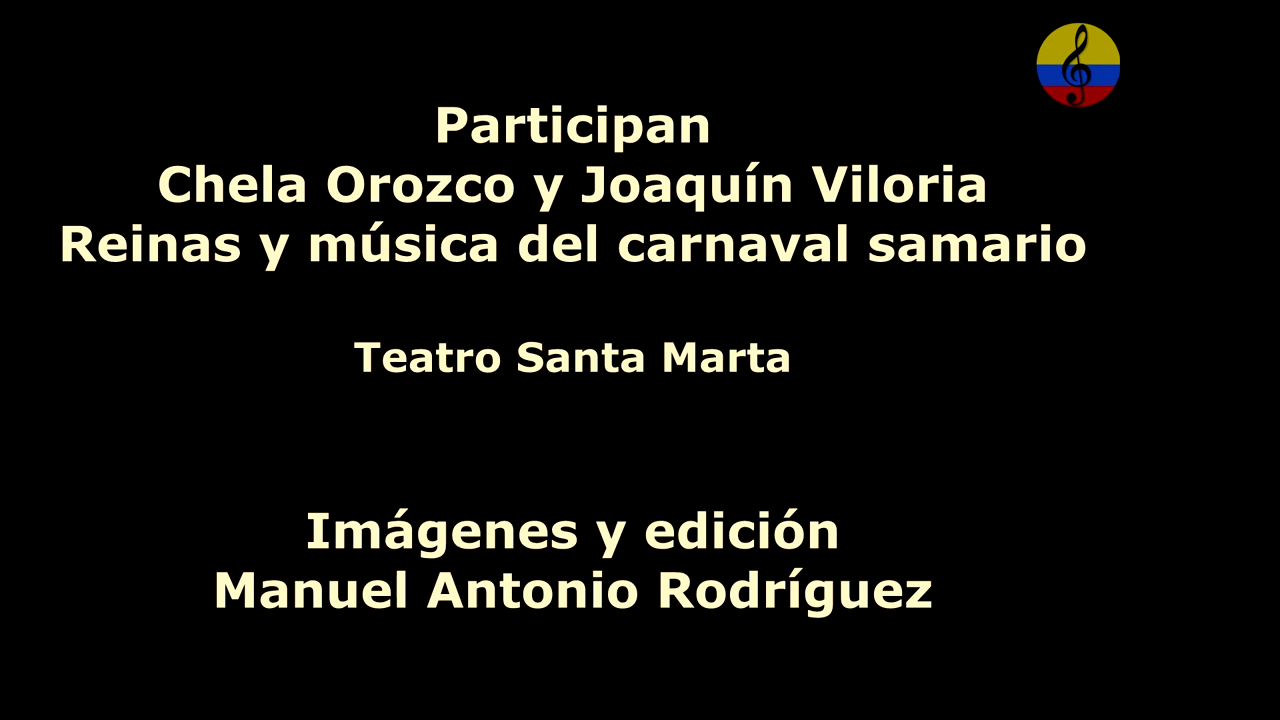 Participan
Chela Orozco y Joaquín Viloria
Reinas y música del carnaval samario
Teatro Santa Marta
Imágenes y edición
Manuel Antonio Rodríguez